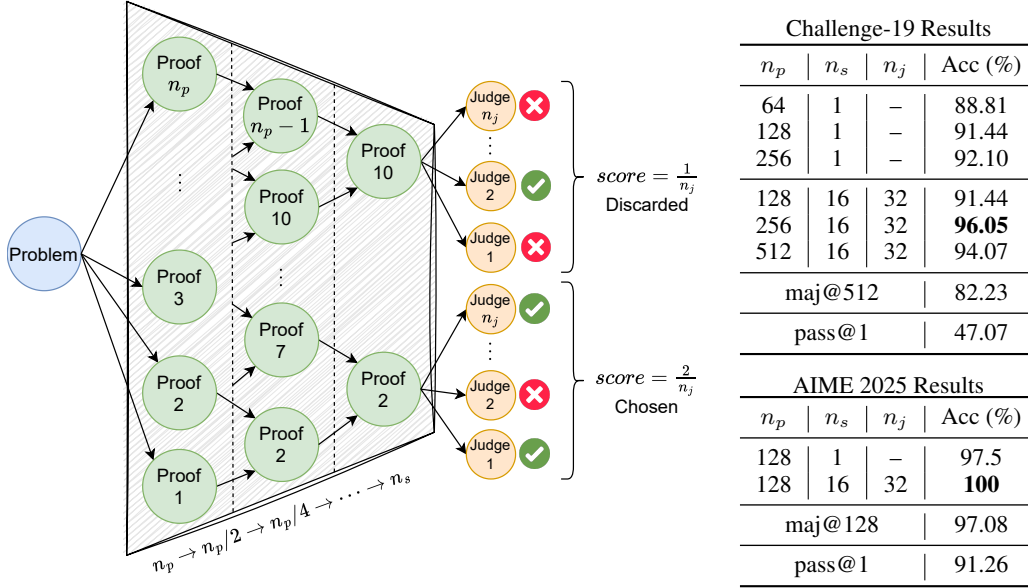 Problem
Proof
n_p
⋮
Proof
3
Proof
2
Proof
1
Proof
n_p − 1
Proof
10
⋮
Proof
7
Proof
2
Proof
10
Proof
2
n_p → n_p/2 → n_p/4 → ⋯ → n_s
Judge
n_j
⋮
Judge
2
Judge
1
score = 1/n_j
Discarded
Judge
n_j
⋮
Judge
2
Judge
1
score = 2/n_j
Chosen
Challenge-19 Results
n_p | n_s | n_j | Acc (%)
64 | 1 | – | 88.81
128 | 1 | – | 91.44
256 | 1 | – | 92.10
128 | 16 | 32 | 91.44
256 | 16 | 32 | 96.05
512 | 16 | 32 | 94.07
maj@512 | 82.23
pass@1 | 47.07
AIME 2025 Results
n_p | n_s | n_j | Acc (%)
128 | 1 | – | 97.5
128 | 16 | 32 | 100
maj@128 | 97.08
pass@1 | 91.26